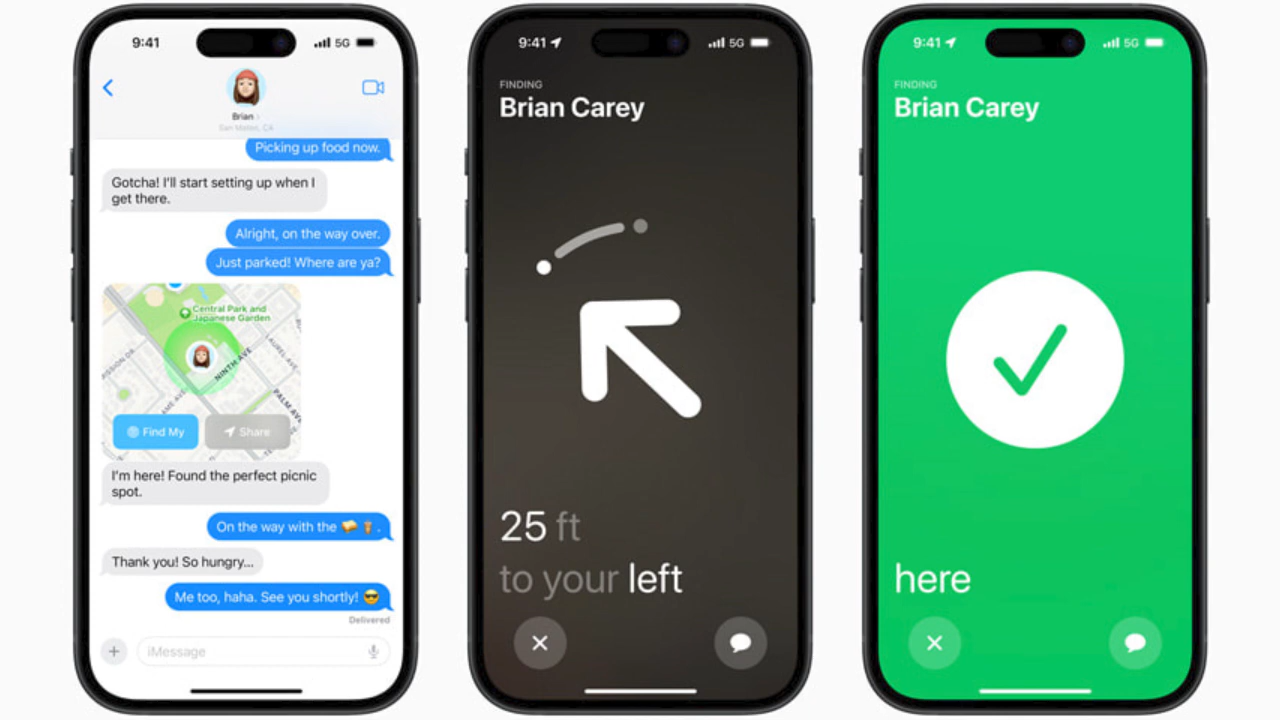 9:41
5G
Brian
San Mateo, CA
Picking up food now.
Gotcha! I'll start setting up when I
get there.
Alright, on the way over.
Just parked! Where are ya?
Central Park and
Japanese Garden
NINTH AVE
LAUREL AVE
PALM AVE
Find My
Share
I'm here! Found the perfect picnic
spot.
On the way with the 🥪🧋.
Thank you! So hungry...
Me too, haha. See you shortly! 😎
Delivered
iMessage
9:41
5G
FINDING
Brian Carey
25 ft
to your left
9:41
5G
FINDING
Brian Carey
here